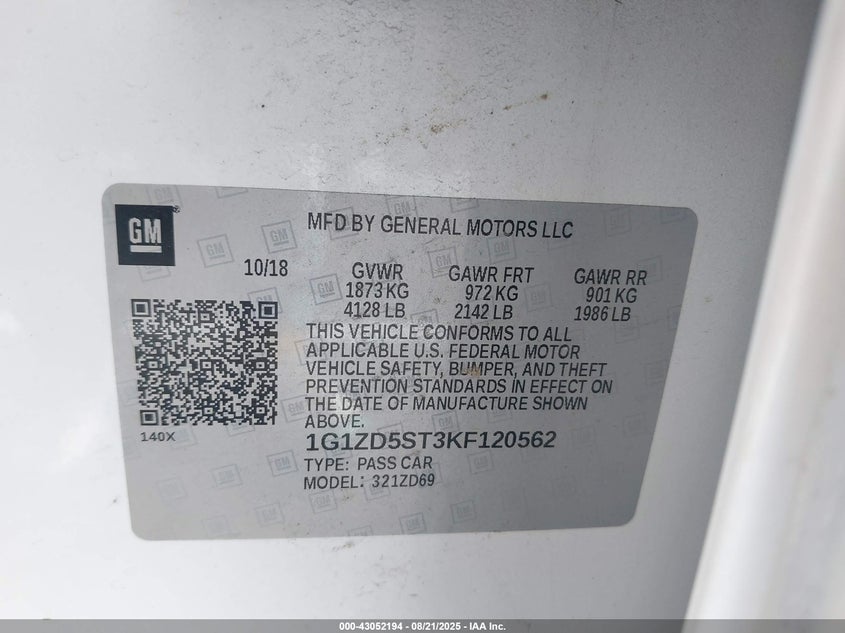 GM
MFD BY GENERAL MOTORS LLC
10/18 GVWR GAWR FRT GAWR RR
1873 KG 972 KG 901 KG
4128 LB 2142 LB 1986 LB
THIS VEHICLE CONFORMS TO ALL
APPLICABLE U.S. FEDERAL MOTOR
VEHICLE SAFETY, BUMPER, AND THEFT
PREVENTION STANDARDS IN EFFECT ON
THE DATE OF MANUFACTURE SHOWN
ABOVE.
140X
1G1ZD5ST3KF120562
TYPE: PASS CAR
MODEL: 321ZD69
000-43052194 - 08/21/2025 - IAA Inc.